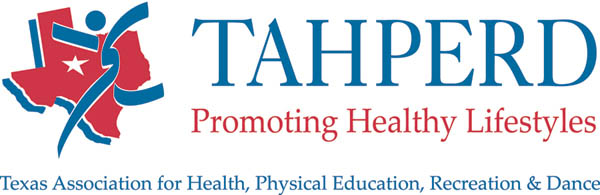 TAHPERD
Promoting Healthy Lifestyles
Texas Association for Health, Physical Education, Recreation & Dance